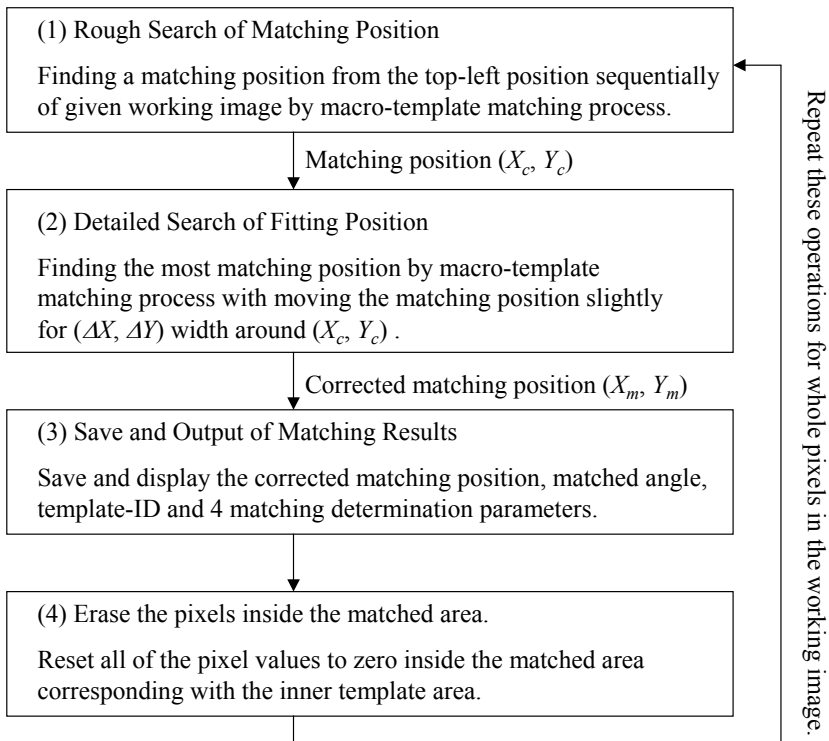 (1) Rough Search of Matching Position
Finding a matching position from the top-left position sequentially
of given working image by macro-template matching process.
Matching position (Xc, Yc)
(2) Detailed Search of Fitting Position
Finding the most matching position by macro-template
matching process with moving the matching position slightly
for (ΔX, ΔY) width around (Xc, Yc) .
Corrected matching position (Xm, Ym)
(3) Save and Output of Matching Results
Save and display the corrected matching position, matched angle,
template-ID and 4 matching determination parameters.
(4) Erase the pixels inside the matched area.
Reset all of the pixel values to zero inside the matched area
corresponding with the inner template area.
Repeat these operations for whole pixels in the working image.